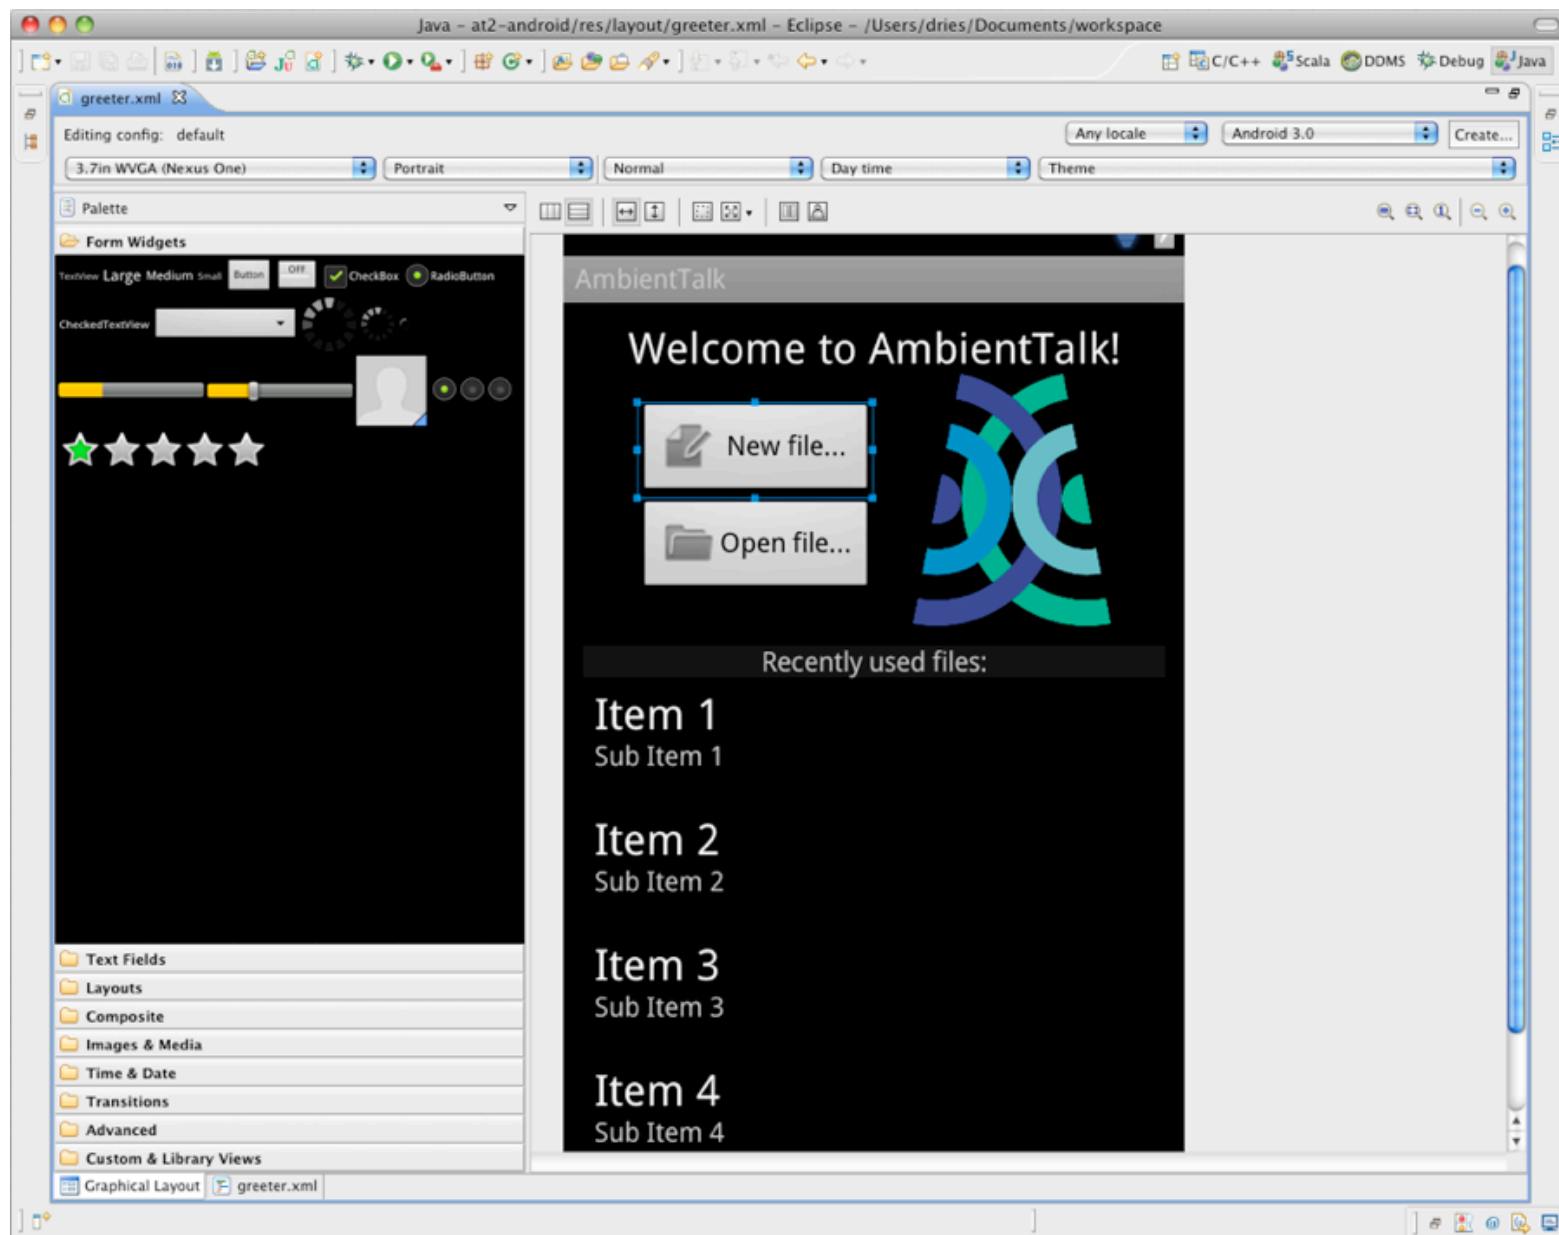 Java – at2-android/res/layout/greeter.xml – Eclipse – /Users/dries/Documents/workspace
C/C++ Scala DDMS Debug Java
greeter.xml
Editing config: default
Any locale Android 3.0 Create...
3.7in WVGA (Nexus One) Portrait Normal Day time Theme
Palette
Form Widgets
TextView Large Medium Small Button OFF CheckBox RadioButton
CheckedTextView
Text Fields
Layouts
Composite
Images & Media
Time & Date
Transitions
Advanced
Custom & Library Views
Graphical Layout greeter.xml
AmbientTalk
Welcome to AmbientTalk!
New file...
Open file...
Recently used files:
Item 1
Sub Item 1
Item 2
Sub Item 2
Item 3
Sub Item 3
Item 4
Sub Item 4